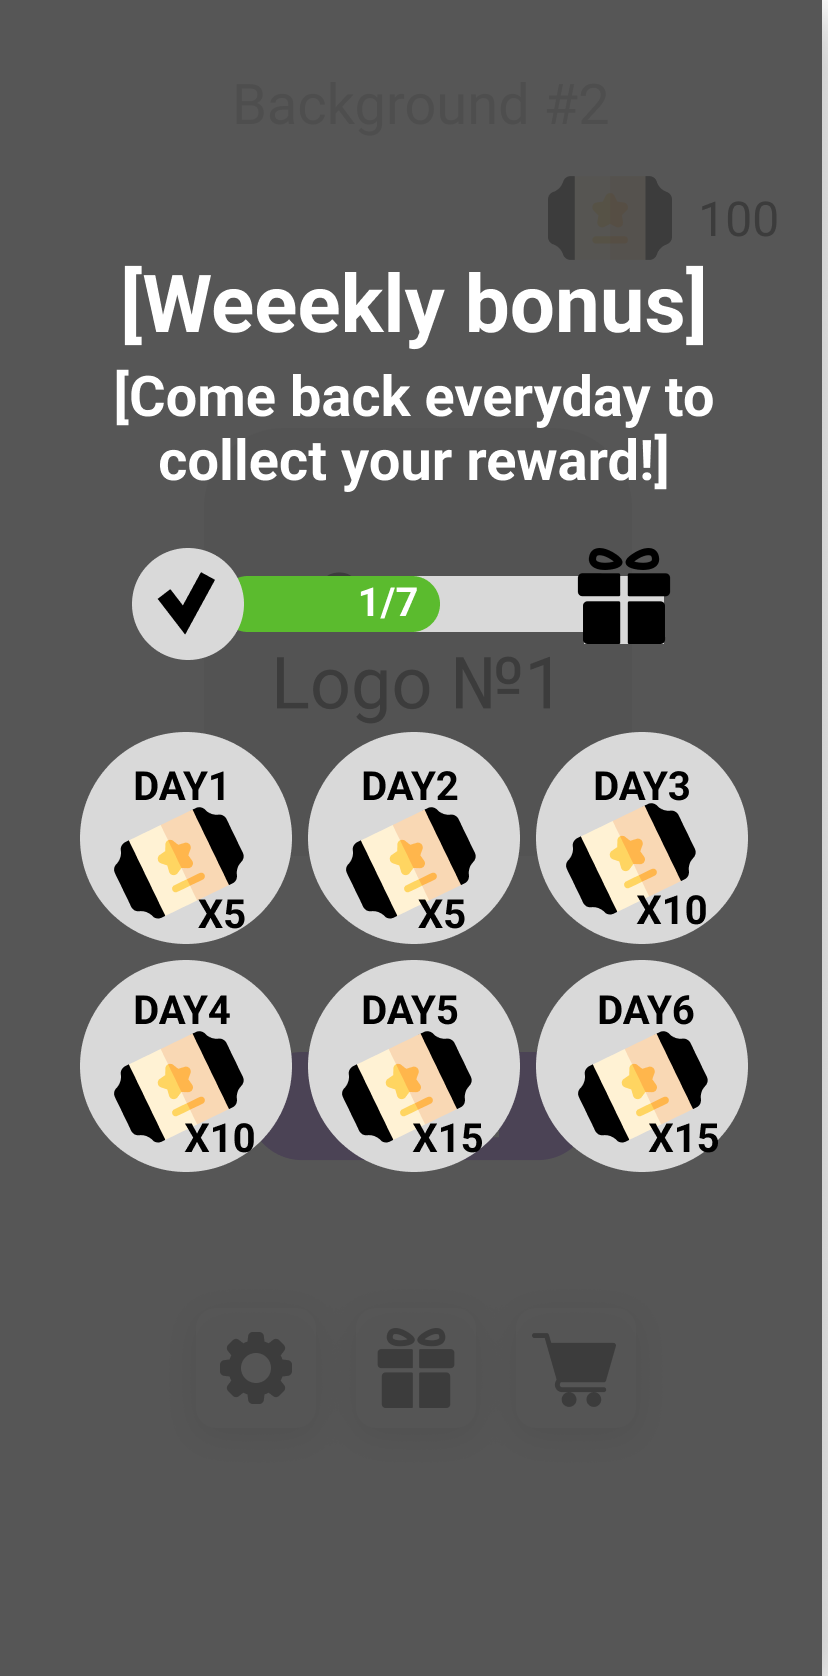 Background #2
100
[Weeekly bonus]
[Come back everyday to
collect your reward!]
1/7
Logo №1
DAY1
X5
DAY2
X5
DAY3
X10
DAY4
X10
DAY5
X15
DAY6
X15